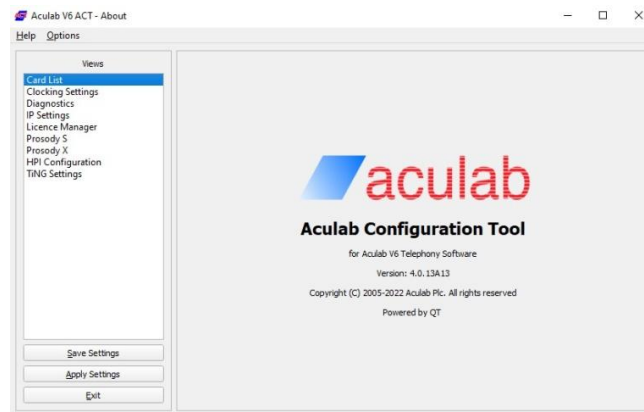 Aculab V6 ACT - About
Help Options
Views
Card List
Clocking Settings
Diagnostics
IP Settings
Licence Manager
Prosody S
Prosody X
HPI Configuration
TiNG Settings
Save Settings
Apply Settings
Exit
aculab
Aculab Configuration Tool
for Aculab V6 Telephony Software
Version: 4.0.13A13
Copyright (C) 2005-2022 Aculab Plc. All rights reserved
Powered by QT